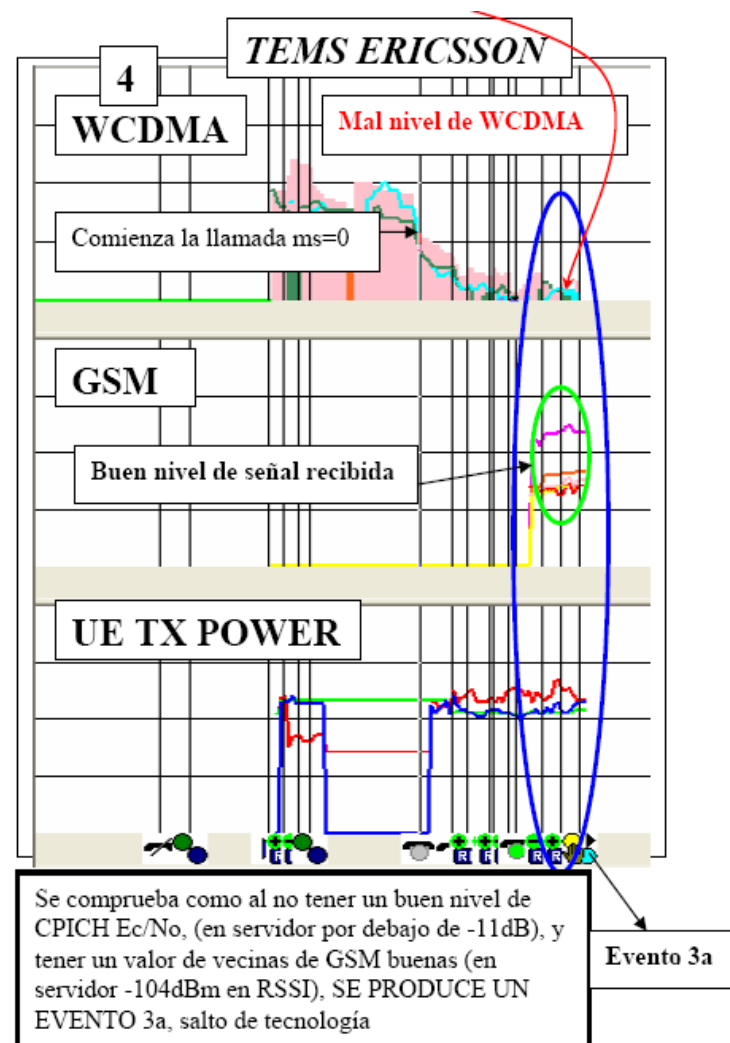 TEMS ERICSSON
4
WCDMA
Mal nivel de WCDMA
Comienza la llamada ms=0
GSM
Buen nivel de señal recibida
UE TX POWER
Se comprueba como al no tener un buen nivel de
CPICH Ec/No, (en servidor por debajo de -11dB), y
tener un valor de vecinas de GSM buenas (en
servidor -104dBm en RSSI), SE PRODUCE UN
EVENTO 3a, salto de tecnología
Evento 3a